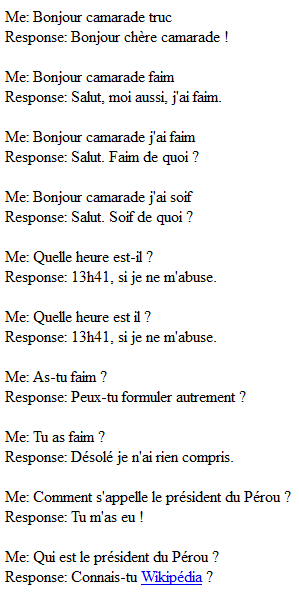 Me: Bonjour camarade truc
Response: Bonjour chère camarade !
Me: Bonjour camarade faim
Response: Salut, moi aussi, j'ai faim.
Me: Bonjour camarade j'ai faim
Response: Salut. Faim de quoi ?
Me: Bonjour camarade j'ai soif
Response: Salut. Soif de quoi ?
Me: Quelle heure est-il ?
Response: 13h41, si je ne m'abuse.
Me: Quelle heure est il ?
Response: 13h41, si je ne m'abuse.
Me: As-tu faim ?
Response: Peux-tu formuler autrement ?
Me: Tu as faim ?
Response: Désolé je n'ai rien compris.
Me: Comment s'appelle le président du Pérou ?
Response: Tu m'as eu !
Me: Qui est le président du Pérou ?
Response: Connais-tu Wikipédia ?